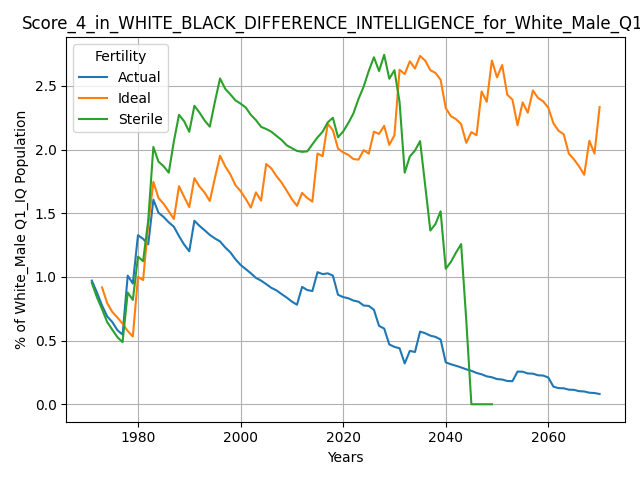 Score_4_in_WHITE_BLACK_DIFFERENCE_INTELLIGENCE_for_White_Male_Q1
Fertility
Actual
Ideal
Sterile
% of White_Male Q1_IQ Population
2.5
2.0
1.5
1.0
0.5
0.0
1980 2000 2020 2040 2060
Years